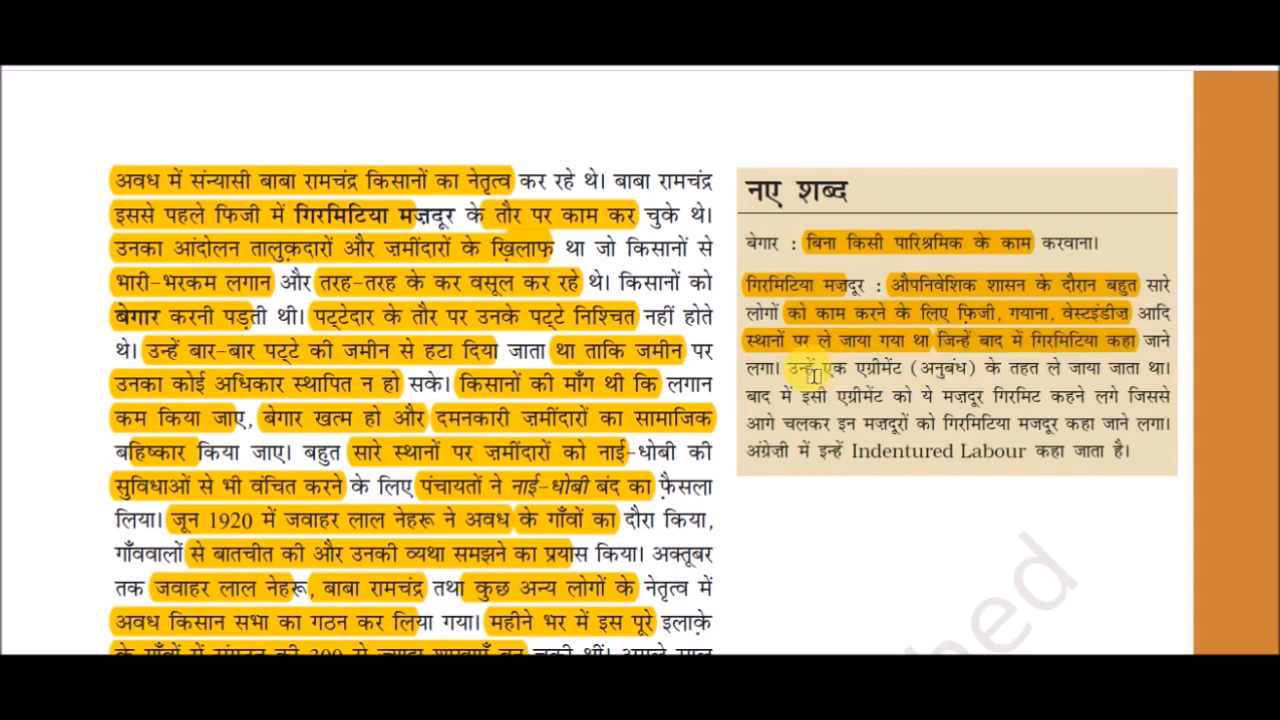 अवध में संन्यासी बाबा रामचंद्र किसानों का नेतृत्व कर रहे थे। बाबा रामचंद्र
इससे पहले फिजी में गिरमिटिया मज़दूर के तौर पर काम कर चुके थे।
उनका आंदोलन तालुक़दारों और ज़मींदारों के ख़िलाफ़ था जो किसानों से
भारी-भरकम लगान और तरह-तरह के कर वसूल कर रहे थे। किसानों को
बेगार करनी पड़ती थी। पट्टेदार के तौर पर उनके पट्टे निश्चित नहीं होते
थे। उन्हें बार-बार पट्टे की जमीन से हटा दिया जाता था ताकि जमीन पर
उनका कोई अधिकार स्थापित न हो सके। किसानों की माँग थी कि लगान
कम किया जाए, बेगार खत्म हो और दमनकारी ज़मींदारों का सामाजिक
बहिष्कार किया जाए। बहुत सारे स्थानों पर ज़मींदारों को नाई-धोबी की
सुविधाओं से भी वंचित करने के लिए पंचायतों ने नाई-धोबी बंद का फ़ैसला
लिया। जून 1920 में जवाहर लाल नेहरू ने अवध के गाँवों का दौरा किया,
गाँववालों से बातचीत की और उनकी व्यथा समझने का प्रयास किया। अक्तूबर
तक जवाहर लाल नेहरू, बाबा रामचंद्र तथा कुछ अन्य लोगों के नेतृत्व में
अवध किसान सभा का गठन कर लिया गया। महीने भर में इस पूरे इलाक़े
के गाँवों में संगठन की 300 से ज्यादा शाखाएँ बन चुकी थीं। अगले साल
नए शब्द
बेगार : बिना किसी पारिश्रमिक के काम करवाना।
गिरमिटिया मज़दूर : औपनिवेशिक शासन के दौरान बहुत सारे
लोगों को काम करने के लिए फ़िजी, गयाना, वेस्टइंडीज़ आदि
स्थानों पर ले जाया गया था जिन्हें बाद में गिरमिटिया कहा जाने
लगा। उन्हें एक एग्रीमेंट (अनुबंध) के तहत ले जाया जाता था।
बाद में इसी एग्रीमेंट को ये मज़दूर गिरमिट कहने लगे जिससे
आगे चलकर इन मज़दूरों को गिरमिटिया मजदूर कहा जाने लगा।
अंग्रेज़ी में इन्हें Indentured Labour कहा जाता है।